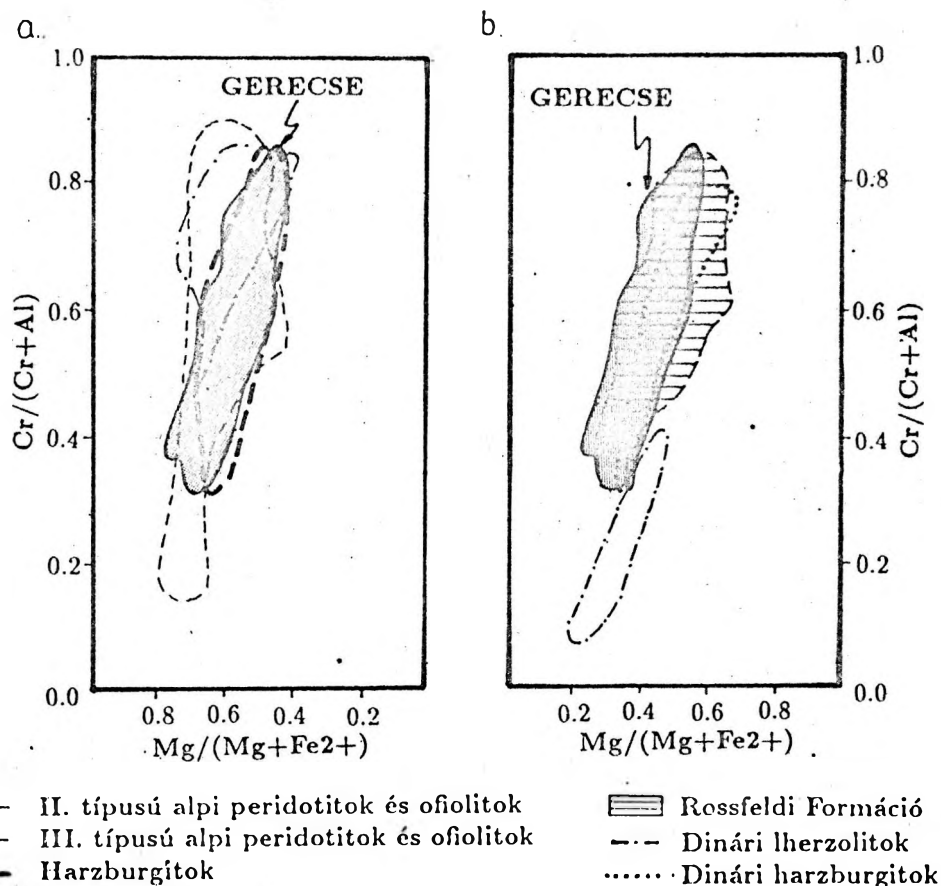 a.
1.0
GERECSE
0.8
0.6
0.4
0.2
0.0
Cr/(Cr+Al)
0.8 0.6 0.4 0.2
Mg/(Mg+Fe2+)
b.
GERECSE
1.0
0.8
0.6
0.4
0.2
0.0
Cr/(Cr+Al)
0.2 0.4 0.6 0.8
Mg/(Mg+Fe2+)
II. típusú alpi peridotitok és ofiolitok
III. típusú alpi peridotitok és ofiolitok
Harzburgitok
Rossfeldi Formáció
Dinári lherzolitok
Dinári harzburgitok